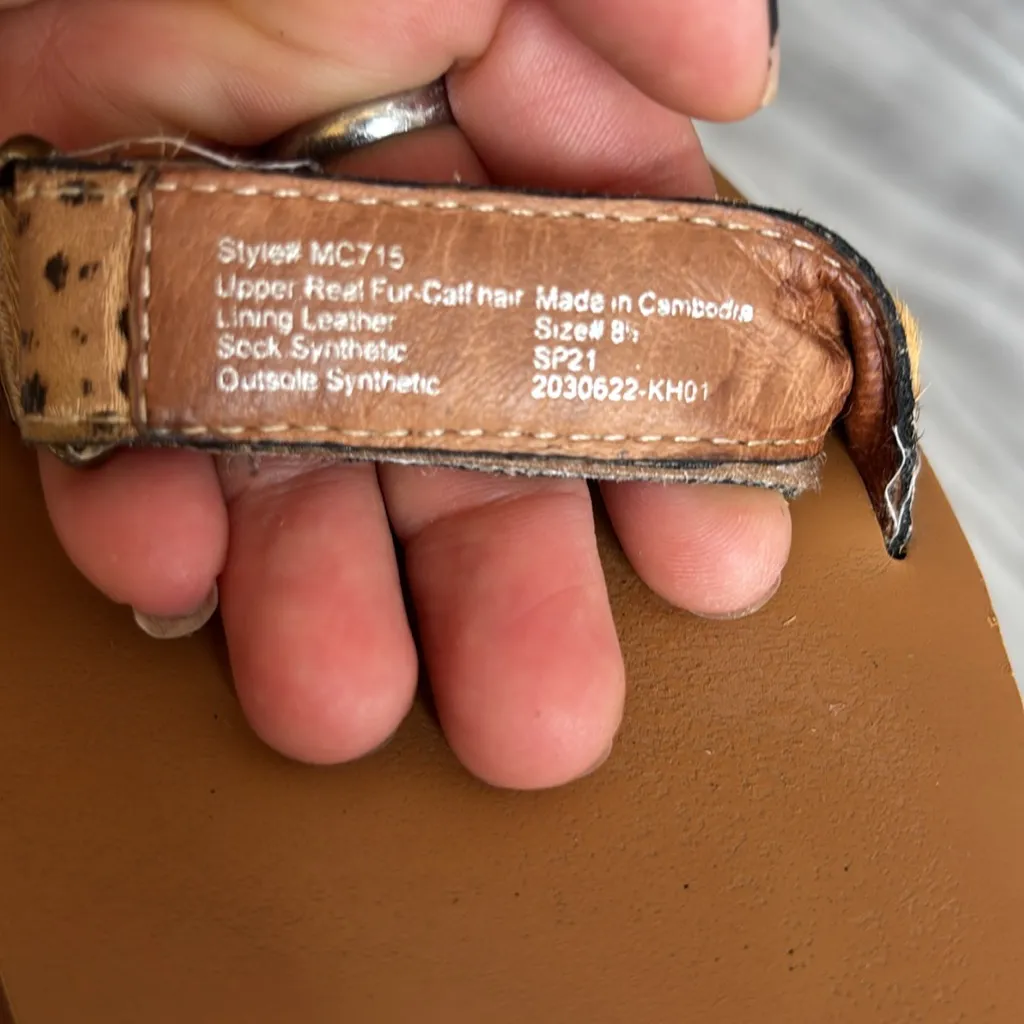 Style# MC715
Upper Real Fur-Calf hair
Lining Leather
Sock Synthetic
Outsole Synthetic
Made in Cambodia
Size# 8½
SP21
2030622-KH01